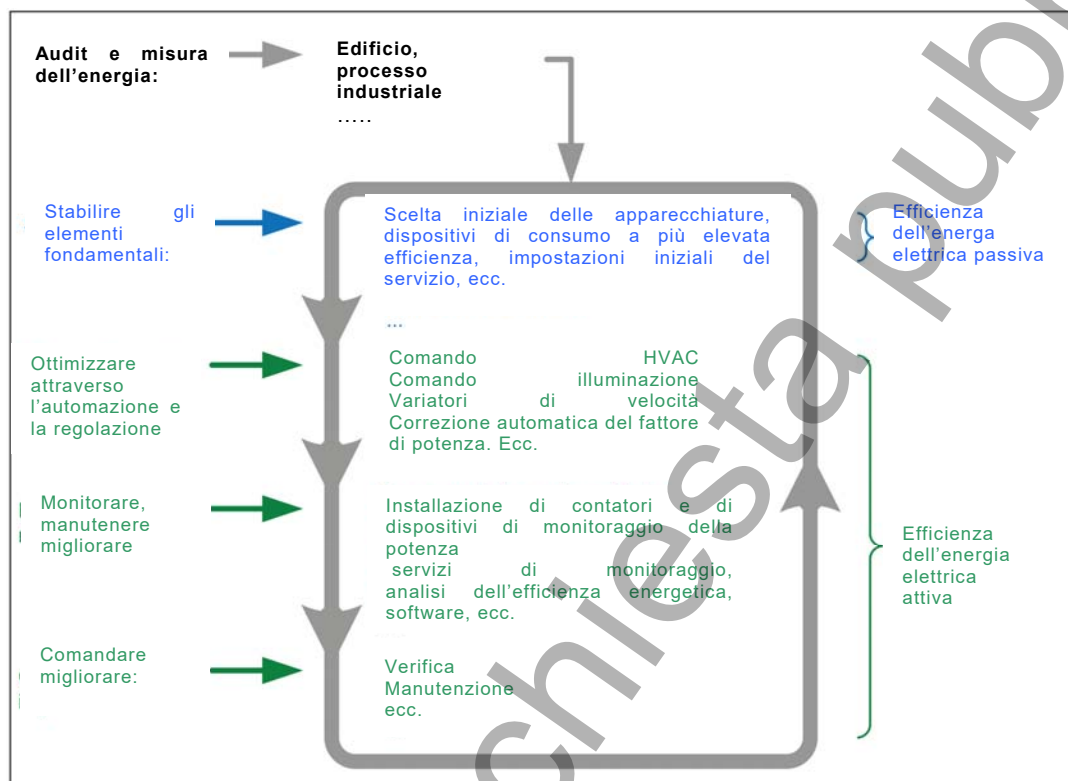 Audit e misura
dell'energia:
Edificio,
processo
industriale
.....
Stabilire gli
elementi
fondamentali:
Scelta iniziale delle apparecchiature,
dispositivi di consumo a più elevata
efficienza, impostazioni iniziali del
servizio, ecc.
...
Efficienza
dell'energa
elettrica passiva
Ottimizzare
attraverso
l'automazione e
la regolazione
Comando HVAC
Comando illuminazione
Variatori di velocità
Correzione automatica del fattore
di potenza. Ecc.
Monitorare,
manutenere
migliorare
Installazione di contatori e di
dispositivi di monitoraggio della
potenza
servizi di monitoraggio,
analisi dell'efficienza energetica,
software, ecc.
Efficienza
dell'energia
elettrica
attiva
Comandare
migliorare:
Verifica
Manutenzione
ecc.
chiesta pub